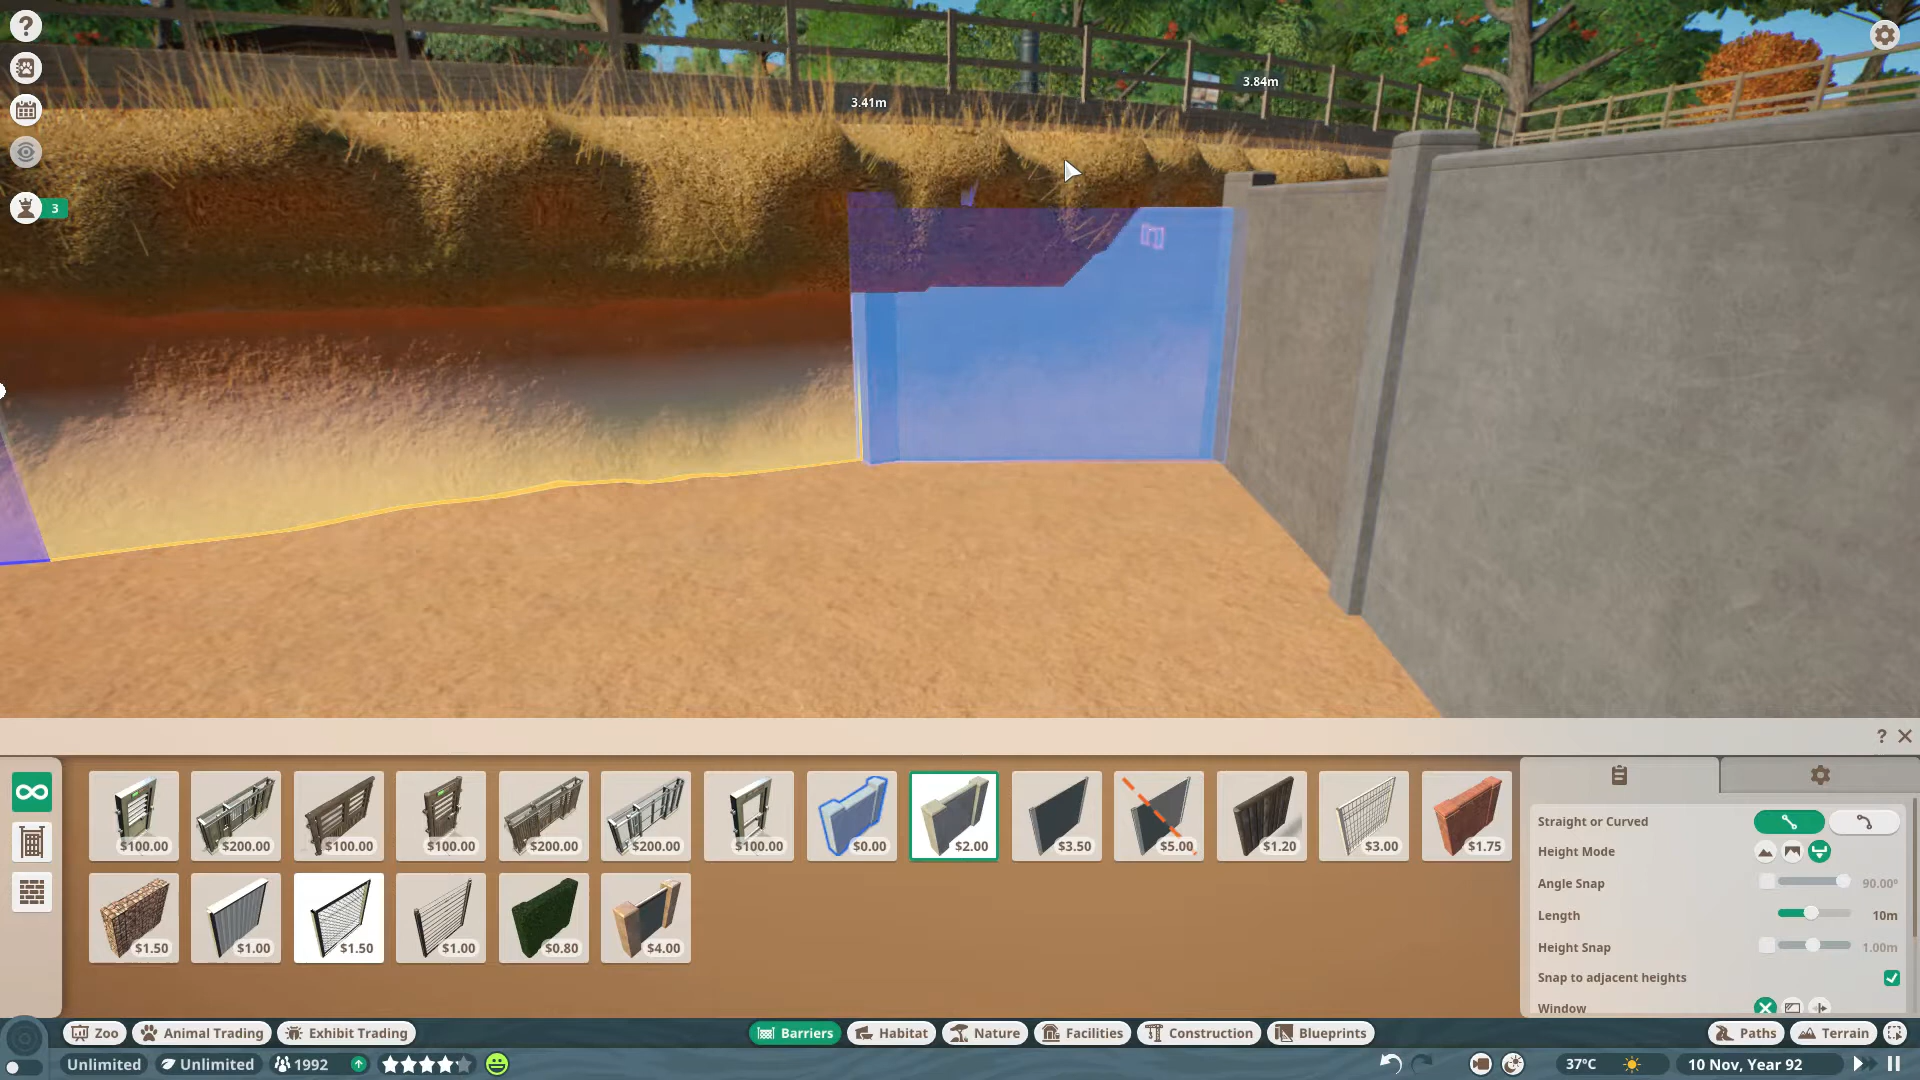 ?
3.84m
3.41m
3
?
$100.00
$200.00
$100.00
$100.00
$200.00
$200.00
$100.00
$0.00
$2.00
$3.50
$5.00
$1.20
$3.00
$1.75
$1.50
$1.00
$1.50
$1.00
$0.80
$4.00
Straight or Curved
Height Mode
Angle Snap 90.00°
Length 10m
Height Snap 1.00m
Snap to adjacent heights
Window
Zoo Animal Trading Exhibit Trading Barriers Habitat Nature Facilities Construction Blueprints Paths Terrain
Unlimited Unlimited 1992 37°C 10 Nov, Year 92